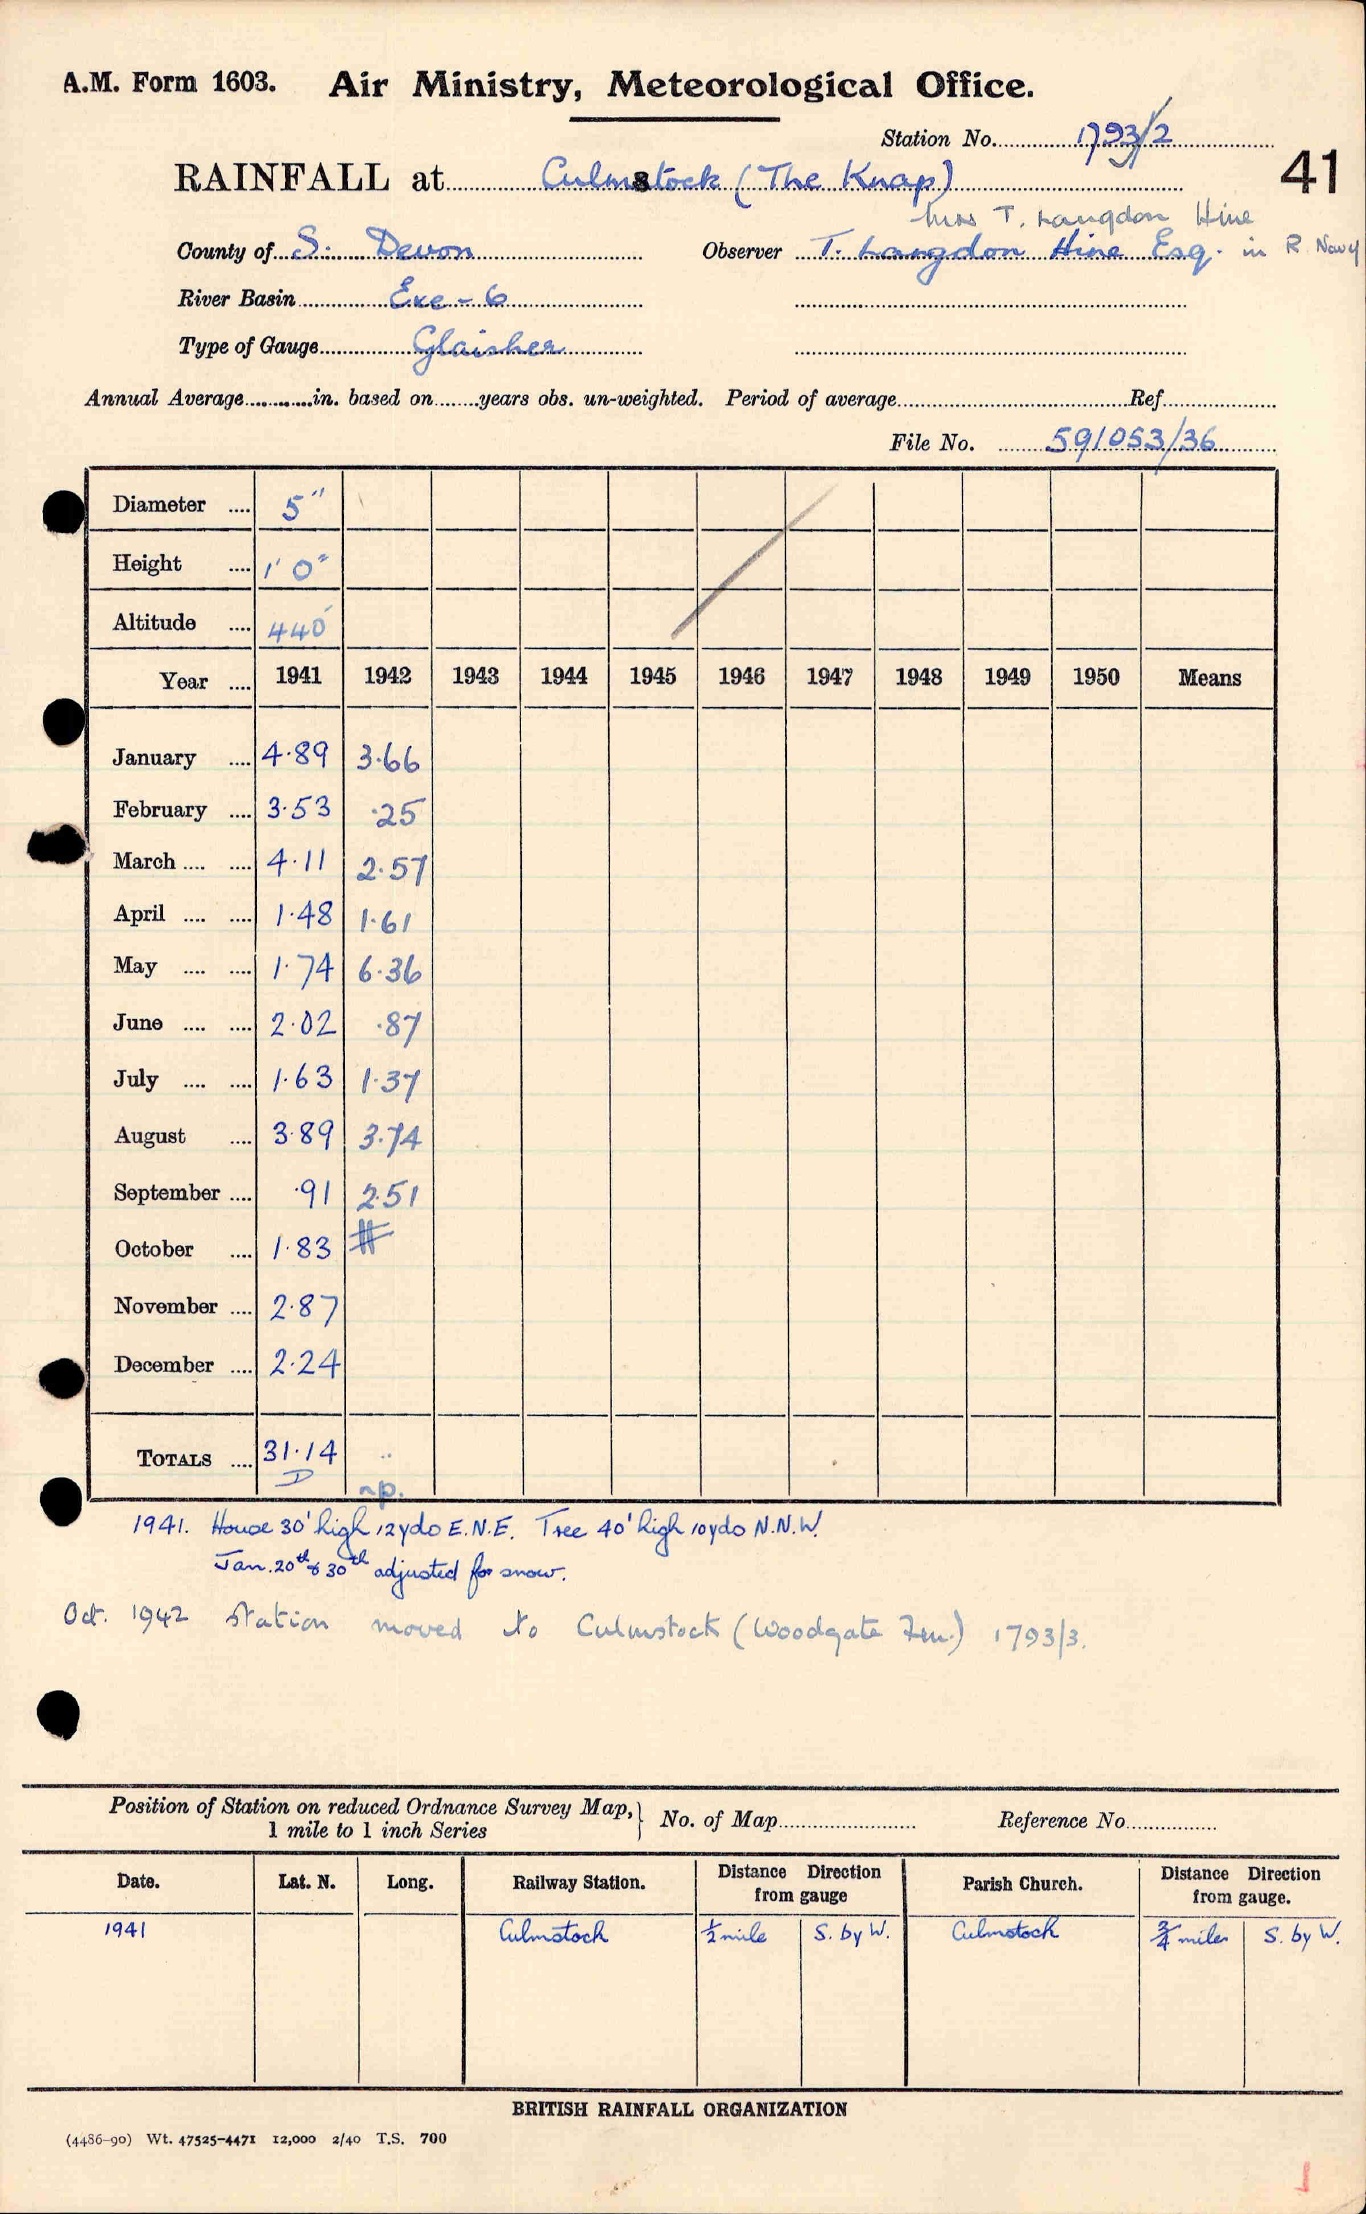 A.M. Form 1603. Air Ministry, Meteorological Office.
Station No. 1793/2
41
RAINFALL at Culmstock (The Knap)
Mrs T. Langdon Hine
County of S. Devon Observer T. Langdon Hine Esq. in R. Navy
River Basin Exe - 6
Type of Gauge Glaisher
Annual Average in. based on years obs. un-weighted. Period of average Ref
File No. 591053/36
Diameter .... 5"
Height .... 1' 0"
Altitude .... 440'
Year .... 1941 1942 1943 1944 1945 1946 1947 1948 1949 1950 Means
January .... 4.89 3.66
February .... 3.53 .25
March .... .... 4.11 2.57
April .... .... 1.48 1.61
May .... .... 1.74 6.36
June .... .... 2.02 .87
July .... .... 1.63 1.37
August .... 3.89 3.74
September .... .91 2.51
October .... 1.83 #
November .... 2.87
December .... 2.24
TOTALS .... 31.14 ..
D np.
1941. House 30' high 12yds E.N.E. Tree 40' high 10yds N.N.W.
Jan. 20th & 30th adjusted for snow.
Oct. 1942 Station moved to Culmstock (Woodgate Fm.) 1793/3.
Position of Station on reduced Ordnance Survey Map, } No. of Map Reference No
1 mile to 1 inch Series
Date. Lat. N. Long. Railway Station. Distance Direction Parish Church. Distance Direction
from gauge from gauge.
1941 Culmstock ½ mile S. by W. Culmstock ¾ miles S. by W.
BRITISH RAINFALL ORGANIZATION
(4486-90) Wt. 47525-4471 12,000 2/40 T.S. 700